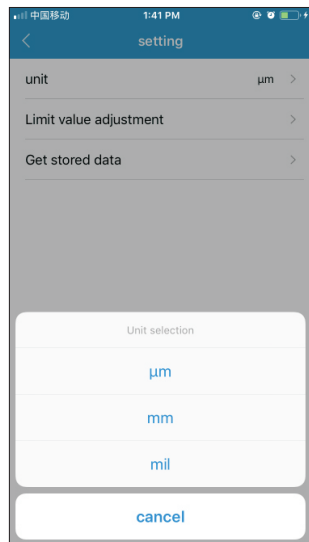 中国移动 1:41 PM
setting
unit µm
Limit value adjustment
Get stored data
Unit selection
µm
mm
mil
cancel